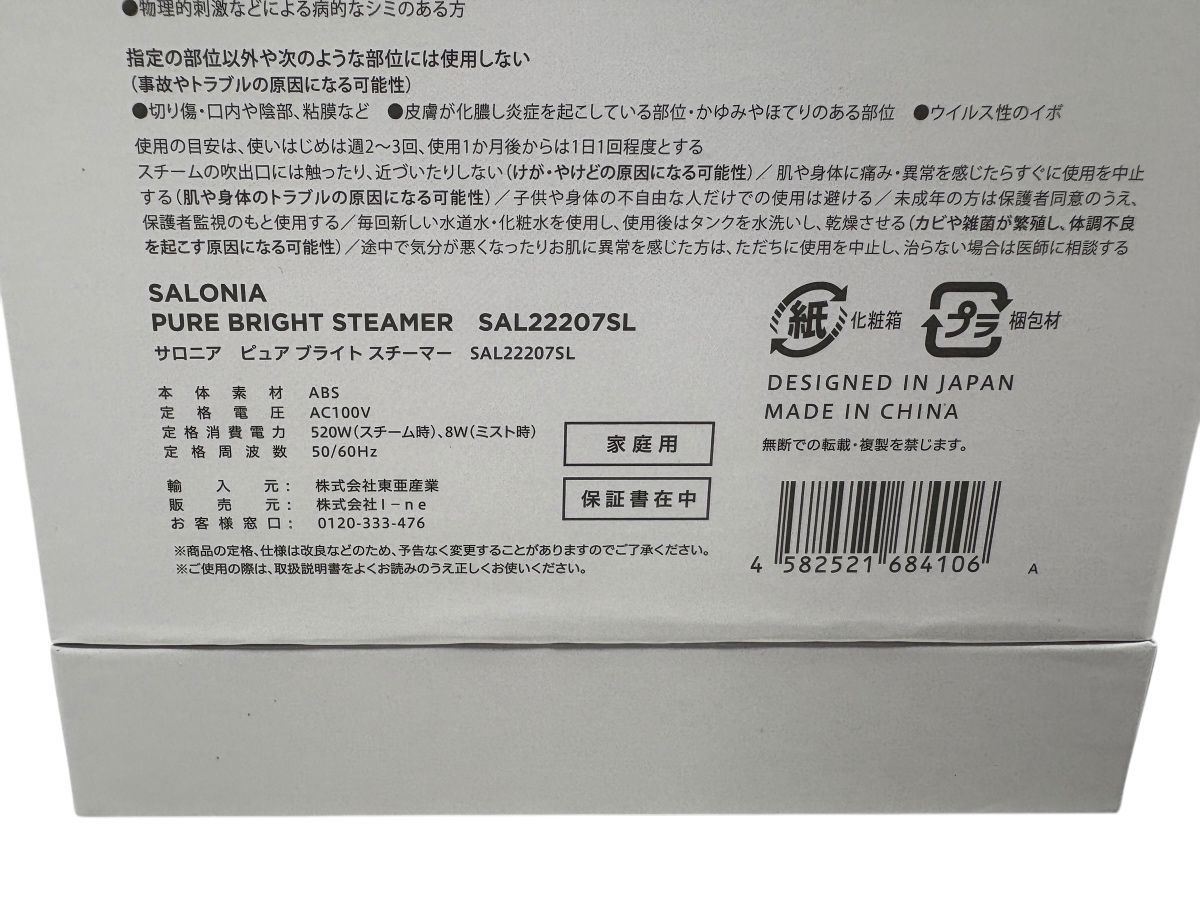 ●物理的刺激などによる病的なシミのある方
指定の部位以外や次のような部位には使用しない
(事故やトラブルの原因になる可能性)
●切り傷・口内や陰部、粘膜など ●皮膚が化膿し炎症を起こしている部位・かゆみやほてりのある部位 ●ウイルス性のイボ
使用の目安は、使いはじめは週2〜3回、使用1か月後からは1日1回程度とする
スチームの吹出口には触ったり、近づいたりしない(けが・やけどの原因になる可能性)/肌や身体に痛み・異常を感じたらすぐに使用を中止
する(肌や身体のトラブルの原因になる可能性)/子供や身体の不自由な人だけでの使用は避ける/未成年の方は保護者同意のうえ、
保護者監視のもと使用する/毎回新しい水道水・化粧水を使用し、使用後はタンクを水洗いし、乾燥させる(カビや雑菌が繁殖し、体調不良
を起こす原因になる可能性)/途中で気分が悪くなったりお肌に異常を感じた方は、ただちに使用を中止し、治らない場合は医師に相談する
SALONIA
PURE BRIGHT STEAMER SAL22207SL
サロニア ピュア ブライト スチーマー SAL22207SL
本体素材 ABS
定格電圧 AC100V
定格消費電力 520W(スチーム時)、8W(ミスト時)
定格周波数 50/60Hz
輸入元: 株式会社東亜産業
販売元: 株式会社I-ne
お客様窓口: 0120-333-476
※商品の定格、仕様は改良などのため、予告なく変更することがありますのでご了承ください。
※ご使用の際は、取扱説明書をよくお読みのうえ正しくお使いください。
家庭用
保証書在中
紙 化粧箱 プラ 梱包材
DESIGNED IN JAPAN
MADE IN CHINA
無断での転載・複製を禁じます。
4 582521 684106 A